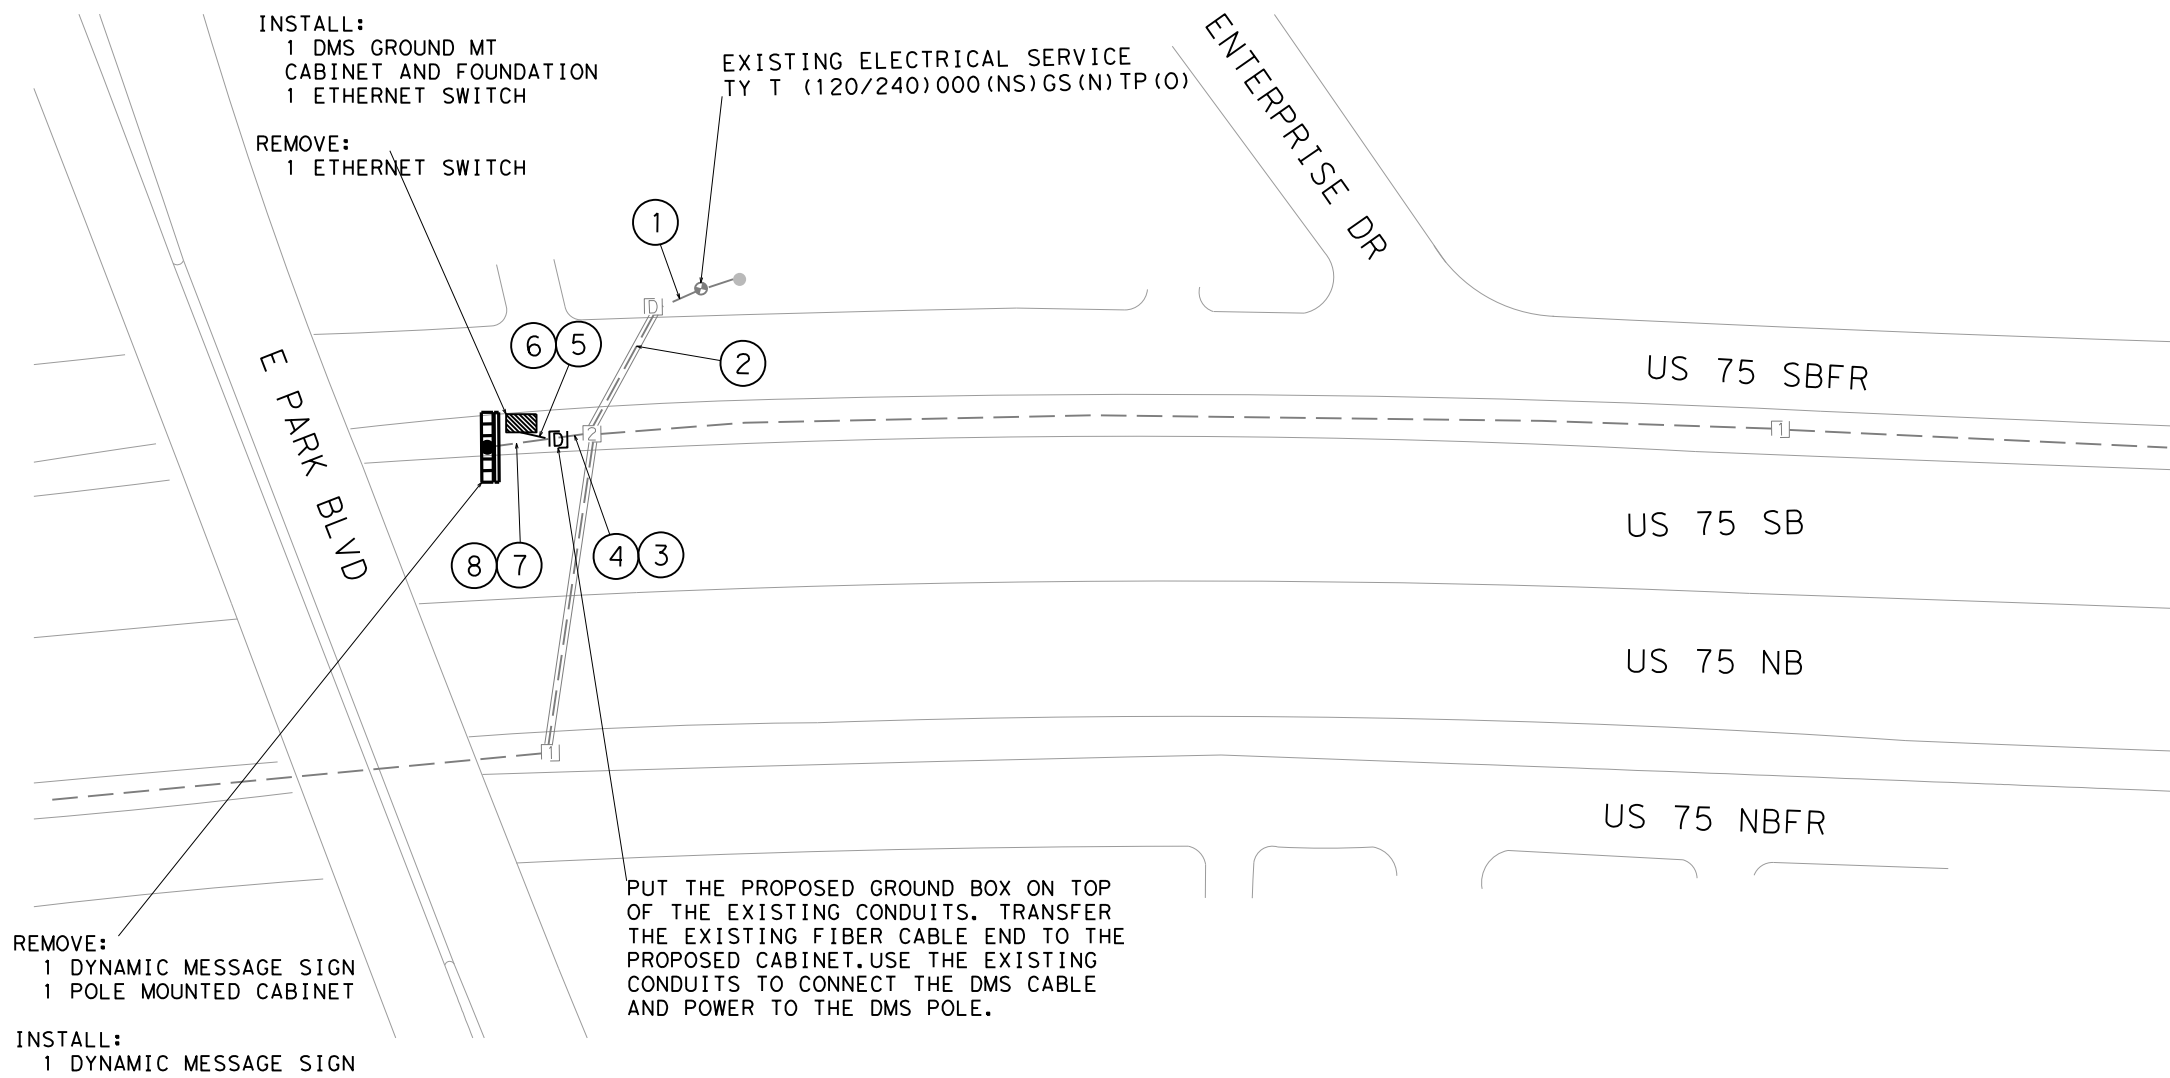 INSTALL:
1 DMS GROUND MT
CABINET AND FOUNDATION
1 ETHERNET SWITCH
REMOVE:
1 ETHERNET SWITCH
EXISTING ELECTRICAL SERVICE
TY T (120/240)000(NS)GS(N)TP(O)
ENTERPRISE DR
1
D
6
5
2
E PARK BLVD
US 75 SBFR
D
2
1
US 75 SB
8
7
4
3
US 75 NB
1
US 75 NBFR
PUT THE PROPOSED GROUND BOX ON TOP
OF THE EXISTING CONDUITS. TRANSFER
THE EXISTING FIBER CABLE END TO THE
PROPOSED CABINET.USE THE EXISTING
CONDUITS TO CONNECT THE DMS CABLE
AND POWER TO THE DMS POLE.
REMOVE:
1 DYNAMIC MESSAGE SIGN
1 POLE MOUNTED CABINET
INSTALL:
1 DYNAMIC MESSAGE SIGN